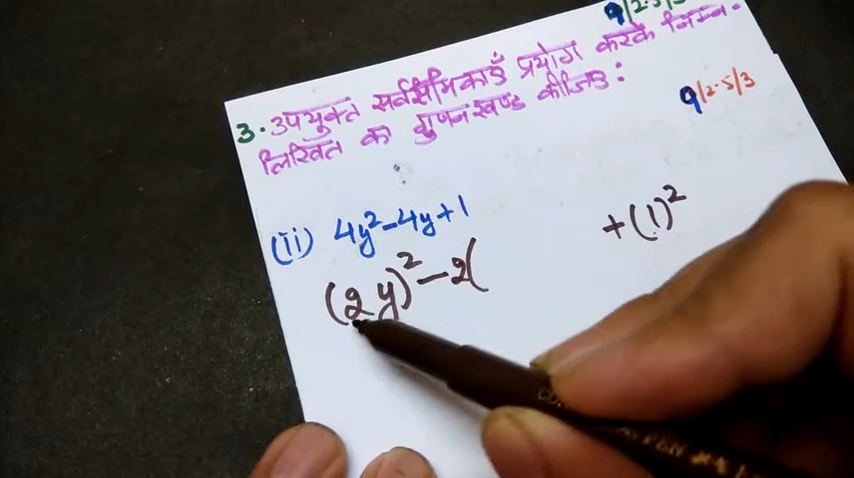 9/2.5/3
3. उपयुक्त सर्वसमिकाएँ प्रयोग करके निम्न-
लिखित का गुणनखण्ड कीजिए:
9/2.5/3
(ii) 4y²-4y+1
(2y)² - 2( +(1)²